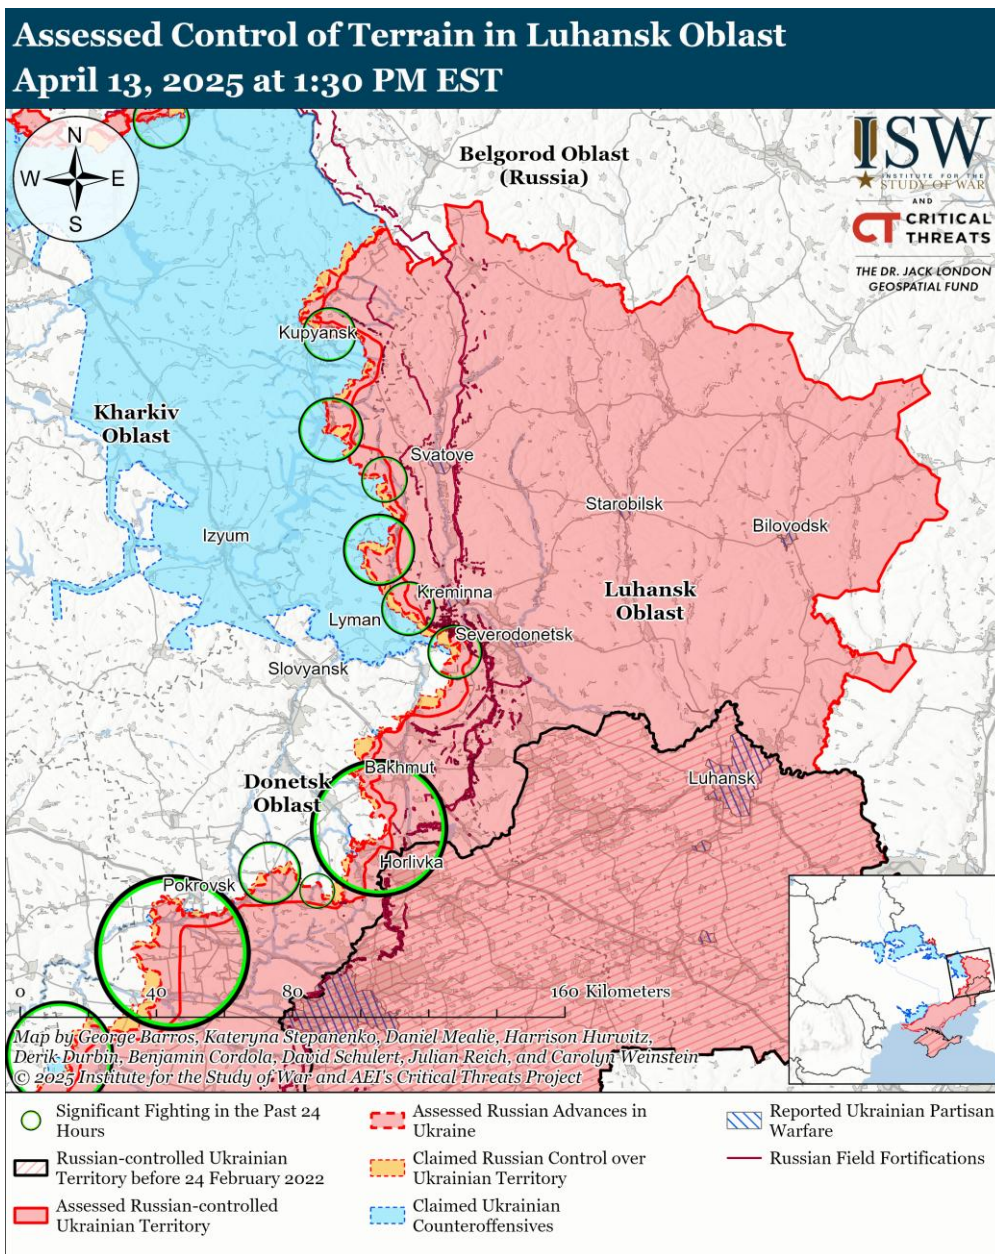 Assessed Control of Terrain in Luhansk Oblast
April 13, 2025 at 1:30 PM EST
N
W
E
S
Belgorod Oblast
(Russia)
ISW
INSTITUTE FOR THE
STUDY OF WAR
AND
CT CRITICAL
THREATS
THE DR. JACK LONDON
GEOSPATIAL FUND
Kupyansk
Kharkiv
Oblast
Svatove
Starobilsk
Bilovodsk
Izyum
Kreminna
Luhansk
Oblast
Lyman
Severodonetsk
Slovyansk
Bakhmut
Luhansk
Donetsk
Oblast
Horlivka
Pokrovsk
0 40 80 160 Kilometers
Map by George Barros, Kateryna Stepanenko, Daniel Mealie, Harrison Hurwitz,
Derik Durbin, Benjamin Cordola, David Schulert, Julian Reich, and Carolyn Weinstein
© 2025 Institute for the Study of War and AEI's Critical Threats Project
Significant Fighting in the Past 24
Hours
Russian-controlled Ukrainian
Territory before 24 February 2022
Assessed Russian-controlled
Ukrainian Territory
Assessed Russian Advances in
Ukraine
Claimed Russian Control over
Ukrainian Territory
Claimed Ukrainian
Counteroffensives
Reported Ukrainian Partisan
Warfare
Russian Field Fortifications